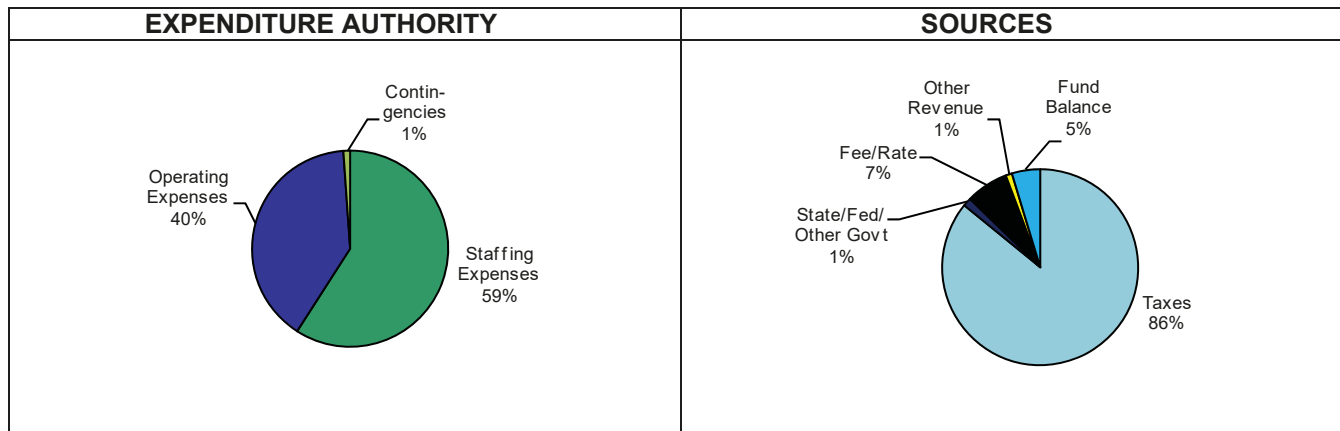 EXPENDITURE AUTHORITY
Contin-
gencies
1%
Operating
Expenses
40%
Staffing
Expenses
59%
SOURCES
Other
Revenue
1%
Fund
Balance
5%
Fee/Rate
7%
State/Fed/
Other Govt
1%
Taxes
86%